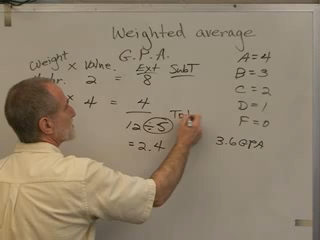 Weighted average
G.P.A.
Weight x Value = Ext SubT
2 = 8
x 4 = 4
12 ÷ 5
= 2.4
Tot
A = 4
B = 3
C = 2
D = 1
F = 0
3.6 GPA